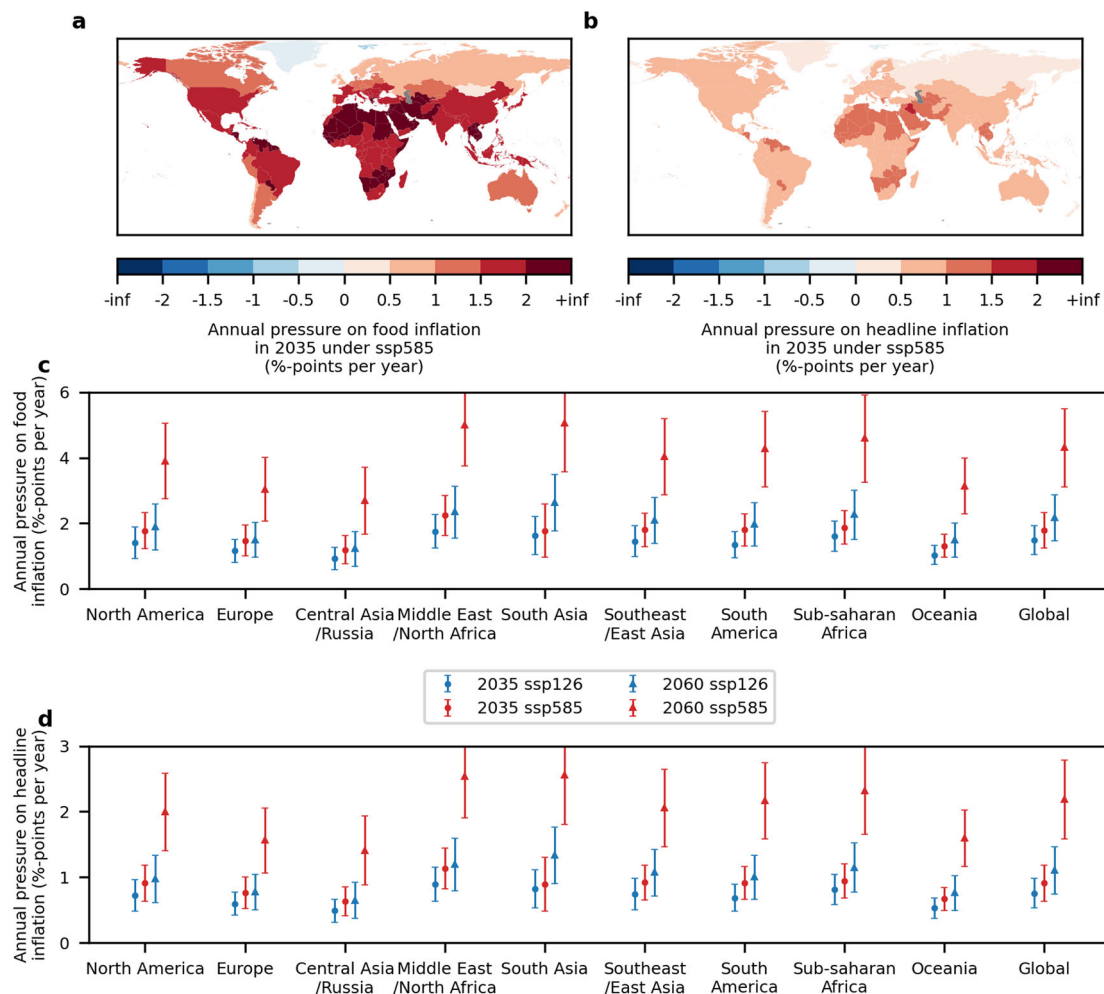 a
b
-inf -2 -1.5 -1 -0.5 0 0.5 1 1.5 2 +inf
Annual pressure on food inflation
in 2035 under ssp585
(%-points per year)
-inf -2 -1.5 -1 -0.5 0 0.5 1 1.5 2 +inf
Annual pressure on headline inflation
in 2035 under ssp585
(%-points per year)
c
Annual pressure on food
inflation (%-points per year)
6
4
2
0
North America
Europe
Central Asia
/Russia
Middle East
/North Africa
South Asia
Southeast
/East Asia
South
America
Sub-saharan
Africa
Oceania
Global
2035 ssp126
2035 ssp585
2060 ssp126
2060 ssp585
d
Annual pressure on headline
inflation (%-points per year)
3
2
1
0
North America
Europe
Central Asia
/Russia
Middle East
/North Africa
South Asia
Southeast
/East Asia
South
America
Sub-saharan
Africa
Oceania
Global